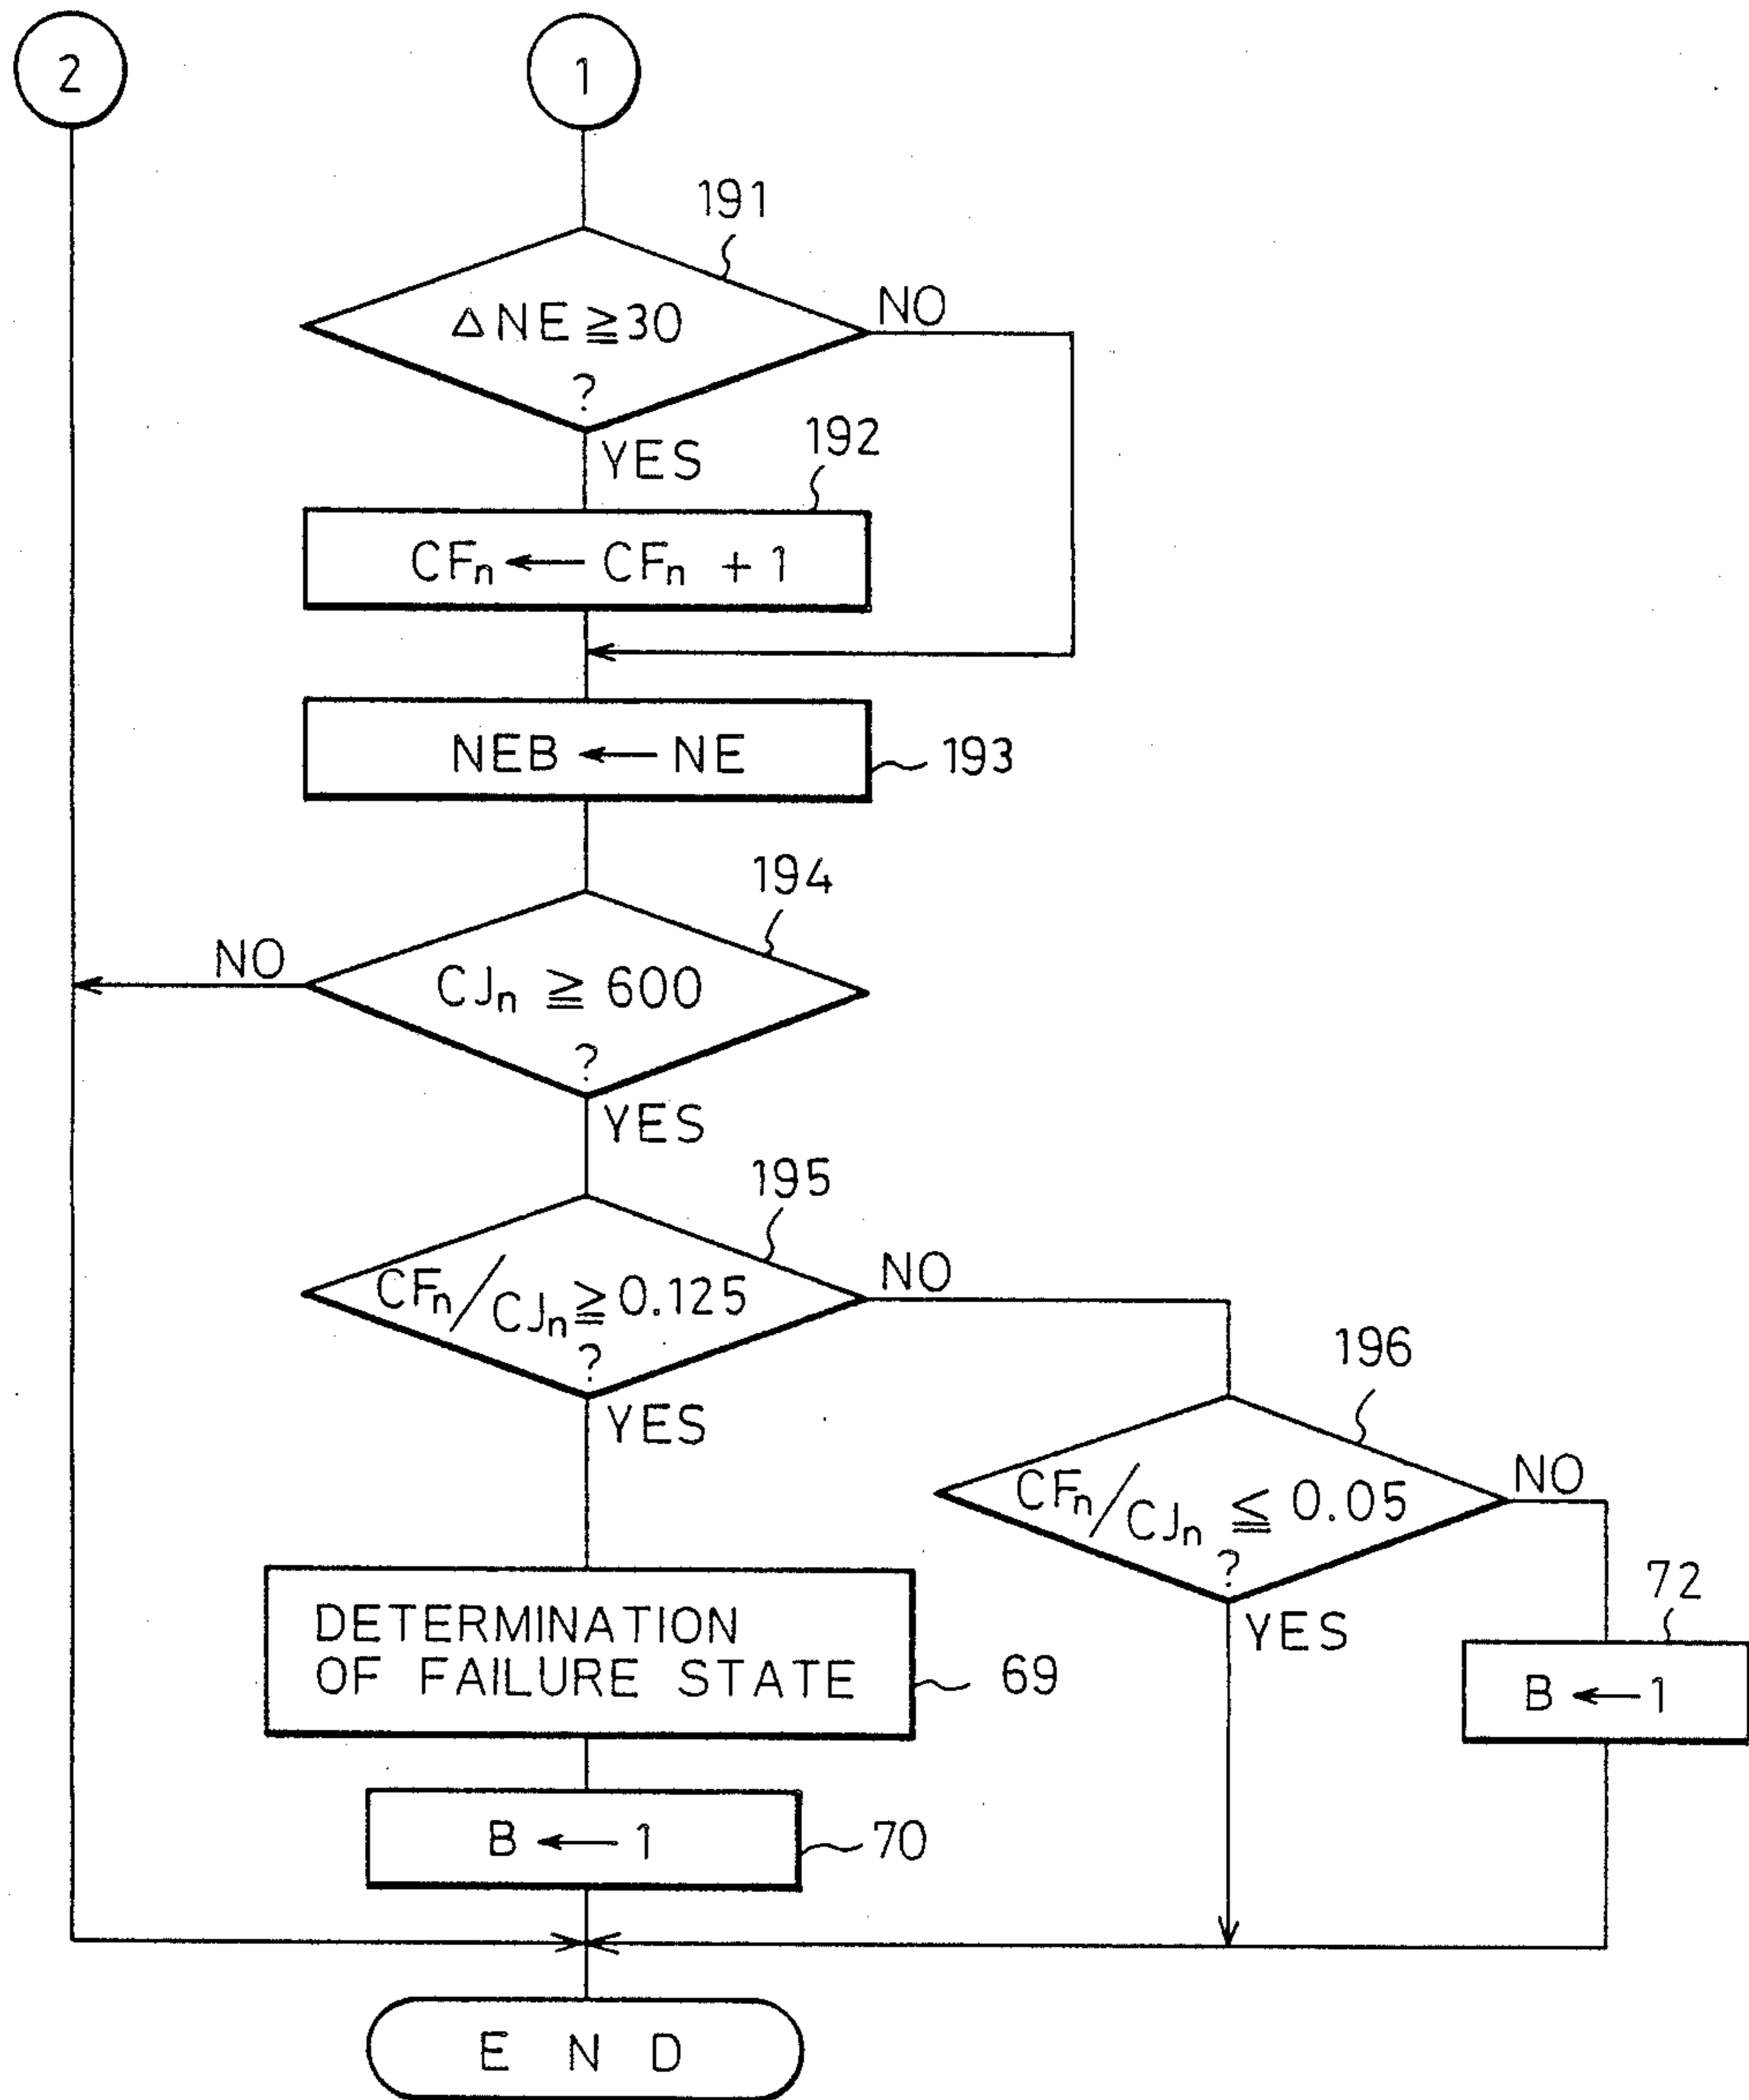 2
1
191
△NE ≧ 30
?
NO
YES
192
CFn ← CFn + 1
NEB ← NE
193
194
CJn ≧ 600
?
NO
YES
195
CFn/CJn ≧ 0.125
?
NO
YES
196
CFn/CJn ≦ 0.05
?
NO
YES
72
B ← 1
DETERMINATION
OF FAILURE STATE
69
B ← 1
70
END